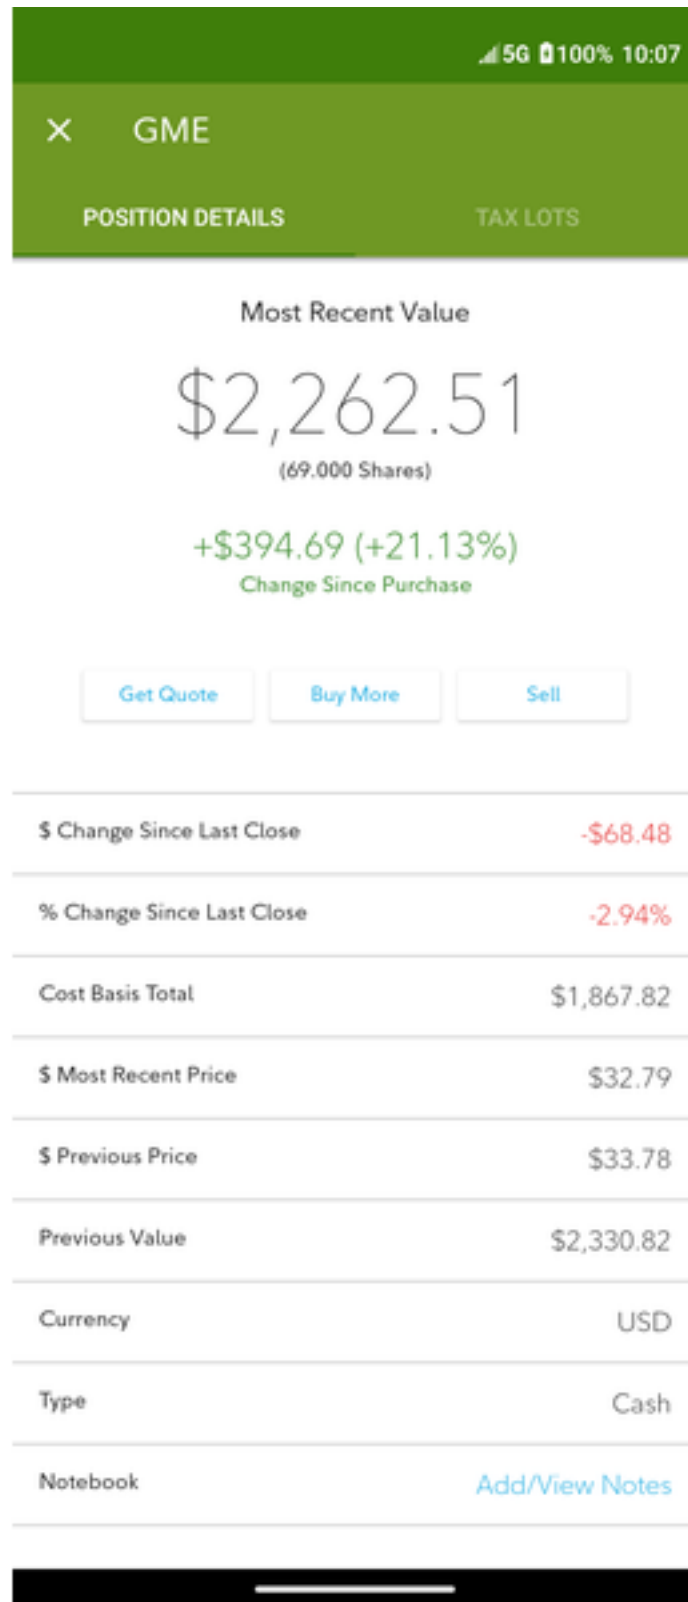 5G 100% 10:07
× GME
POSITION DETAILS TAX LOTS
Most Recent Value
$2,262.51
(69.000 Shares)
+$394.69 (+21.13%)
Change Since Purchase
Get Quote Buy More Sell
$ Change Since Last Close -$68.48
% Change Since Last Close -2.94%
Cost Basis Total $1,867.82
$ Most Recent Price $32.79
$ Previous Price $33.78
Previous Value $2,330.82
Currency USD
Type Cash
Notebook Add/View Notes